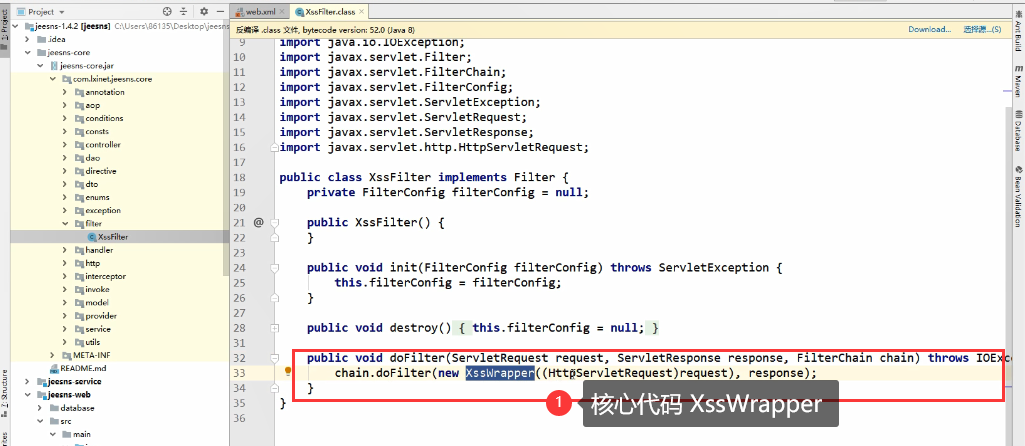 Project
jeesns-1.4.2 [jeesns] C:\Users\86135\Desktop\jeesns
.idea
jeesns-core
jeesns-core.jar
com.lxinet.jeesns.core
annotation
aop
conditions
consts
controller
dao
directive
dto
enums
exception
filter
XssFilter
handler
http
interceptor
invoke
model
provider
service
utils
META-INF
README.md
jeesns-service
jeesns-web
database
src
main
1: Project
7: Structure
web.xml
XssFilter.class
反编译 .class 文件, bytecode version: 52.0 (Java 8)
Download...
选择源...(S)
9 import java.io.IOException;
10 import javax.servlet.Filter;
11 import javax.servlet.FilterChain;
12 import javax.servlet.FilterConfig;
13 import javax.servlet.ServletException;
14 import javax.servlet.ServletRequest;
15 import javax.servlet.ServletResponse;
16 import javax.servlet.http.HttpServletRequest;
17
18 public class XssFilter implements Filter {
19 private FilterConfig filterConfig = null;
20
21 @ public XssFilter() {
22 }
23
24 public void init(FilterConfig filterConfig) throws ServletException {
25 this.filterConfig = filterConfig;
26 }
27
28 public void destroy() { this.filterConfig = null; }
31
32 public void doFilter(ServletRequest request, ServletResponse response, FilterChain chain) throws IOExce
33 chain.doFilter(new XssWrapper((HttpServletRequest)request), response);
34 }
35 }
36
1 核心代码 XssWrapper
Ant Build
Maven
Database
Bean Validation